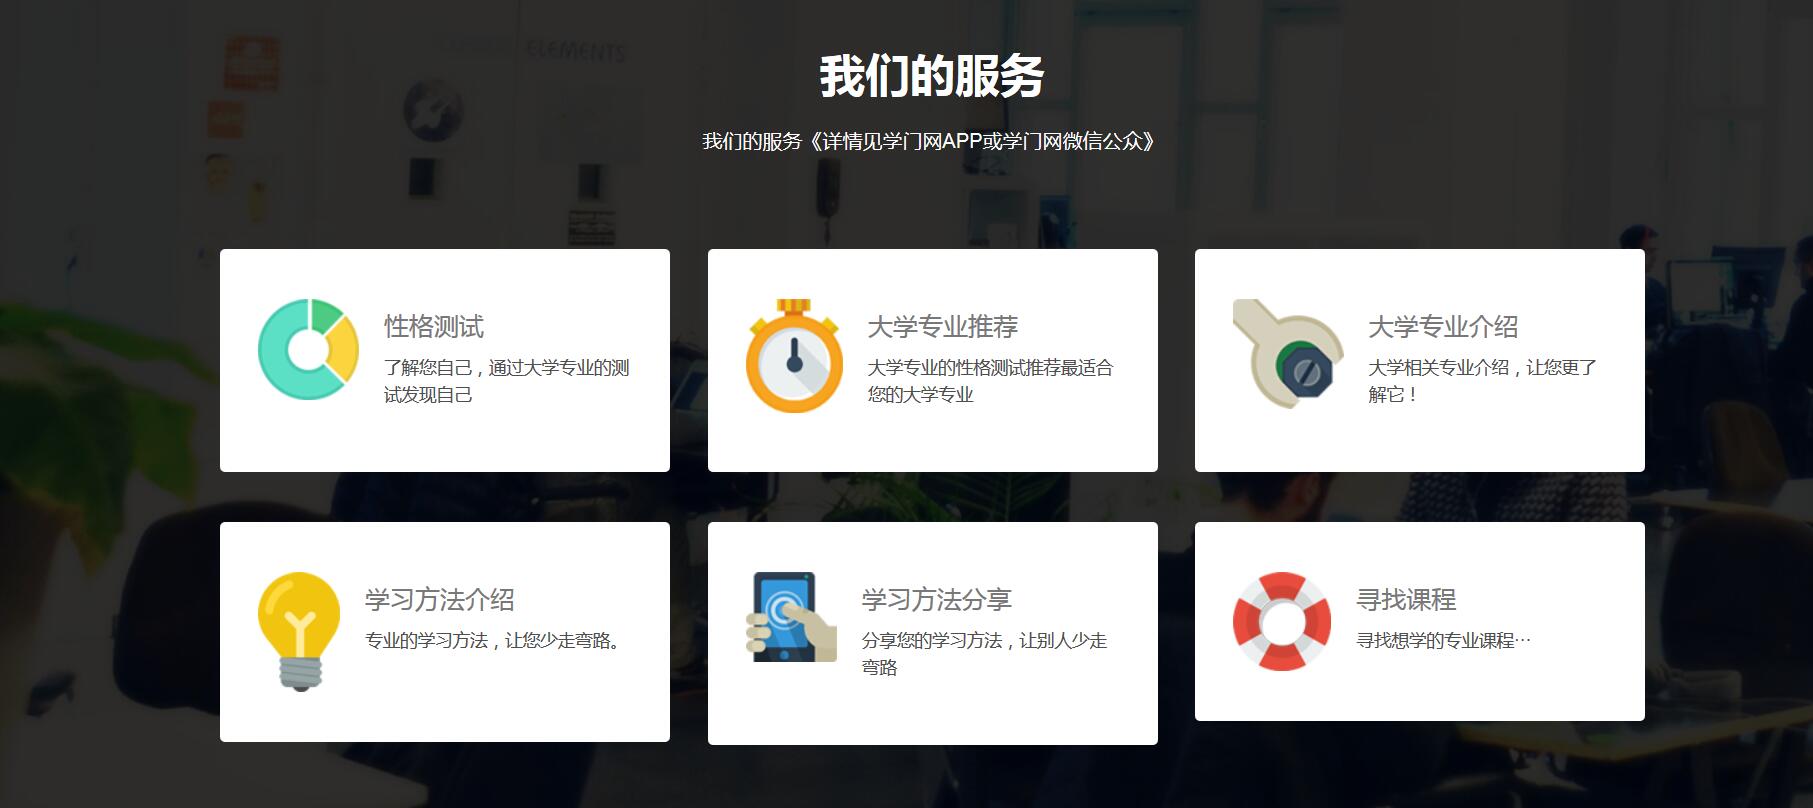 ELEMENTS
我们的服务
我们的服务《详情见学门网APP或学门网微信公众》
性格测试
了解您自己，通过大学专业的测
试发现自己
大学专业推荐
大学专业的性格测试推荐最适合
您的大学专业
大学专业介绍
大学相关专业介绍，让您更了
解它！
学习方法介绍
专业的学习方法，让您少走弯路。
学习方法分享
分享您的学习方法，让别人少走
弯路
寻找课程
寻找想学的专业课程…